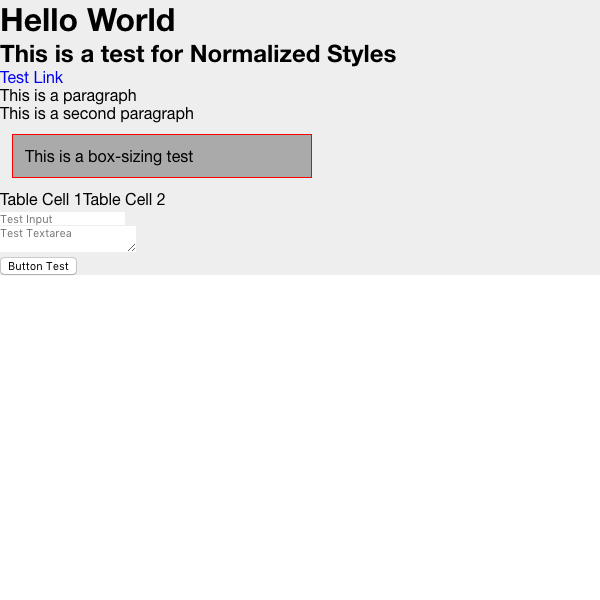 Hello World
This is a test for Normalized Styles
Test Link
This is a paragraph
This is a second paragraph
This is a box-sizing test
Table Cell 1Table Cell 2
Test Input
Test Textarea
Button Test